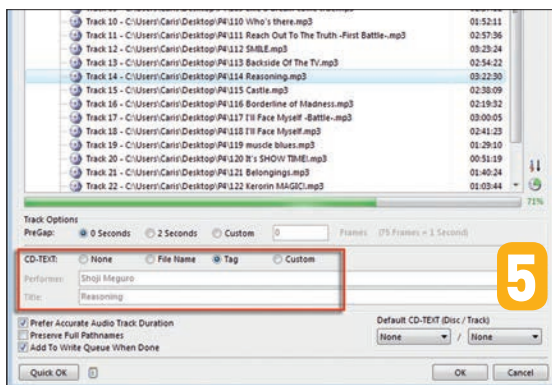 Track 10 - C:\Users\Caris\Desktop\P4\110 Who's there.mp3 01:52:11
Track 11 - C:\Users\Caris\Desktop\P4\111 Reach Out To The Truth -First Battle-.mp3 02:57:36
Track 12 - C:\Users\Caris\Desktop\P4\112 SMILE.mp3 03:23:24
Track 13 - C:\Users\Caris\Desktop\P4\113 Backside Of The TV.mp3 02:54:22
Track 14 - C:\Users\Caris\Desktop\P4\114 Reasoning.mp3 03:22:30
Track 15 - C:\Users\Caris\Desktop\P4\115 Castle.mp3 02:38:09
Track 16 - C:\Users\Caris\Desktop\P4\116 Borderline of Madness.mp3 02:19:32
Track 17 - C:\Users\Caris\Desktop\P4\117 I'll Face Myself -Battle-.mp3 03:00:05
Track 18 - C:\Users\Caris\Desktop\P4\118 I'll Face Myself.mp3 02:41:23
Track 19 - C:\Users\Caris\Desktop\P4\119 muscle blues.mp3 01:29:10
Track 20 - C:\Users\Caris\Desktop\P4\120 It's SHOW TIME!.mp3 00:51:19
Track 21 - C:\Users\Caris\Desktop\P4\121 Belongings.mp3 01:40:24
Track 22 - C:\Users\Caris\Desktop\P4\122 Kerorin MAGIC!.mp3 01:03:44
71%
Track Options
PreGap: 0 Seconds 2 Seconds Custom 0 Frames (75 Frames = 1 Second)
CD-TEXT: None File Name Tag Custom
Performer: Shoji Meguro
Title: Reasoning
5
Prefer Accurate Audio Track Duration Default CD-TEXT (Disc / Track)
Preserve Full Pathnames None / None
Add To Write Queue When Done
Quick OK OK Cancel